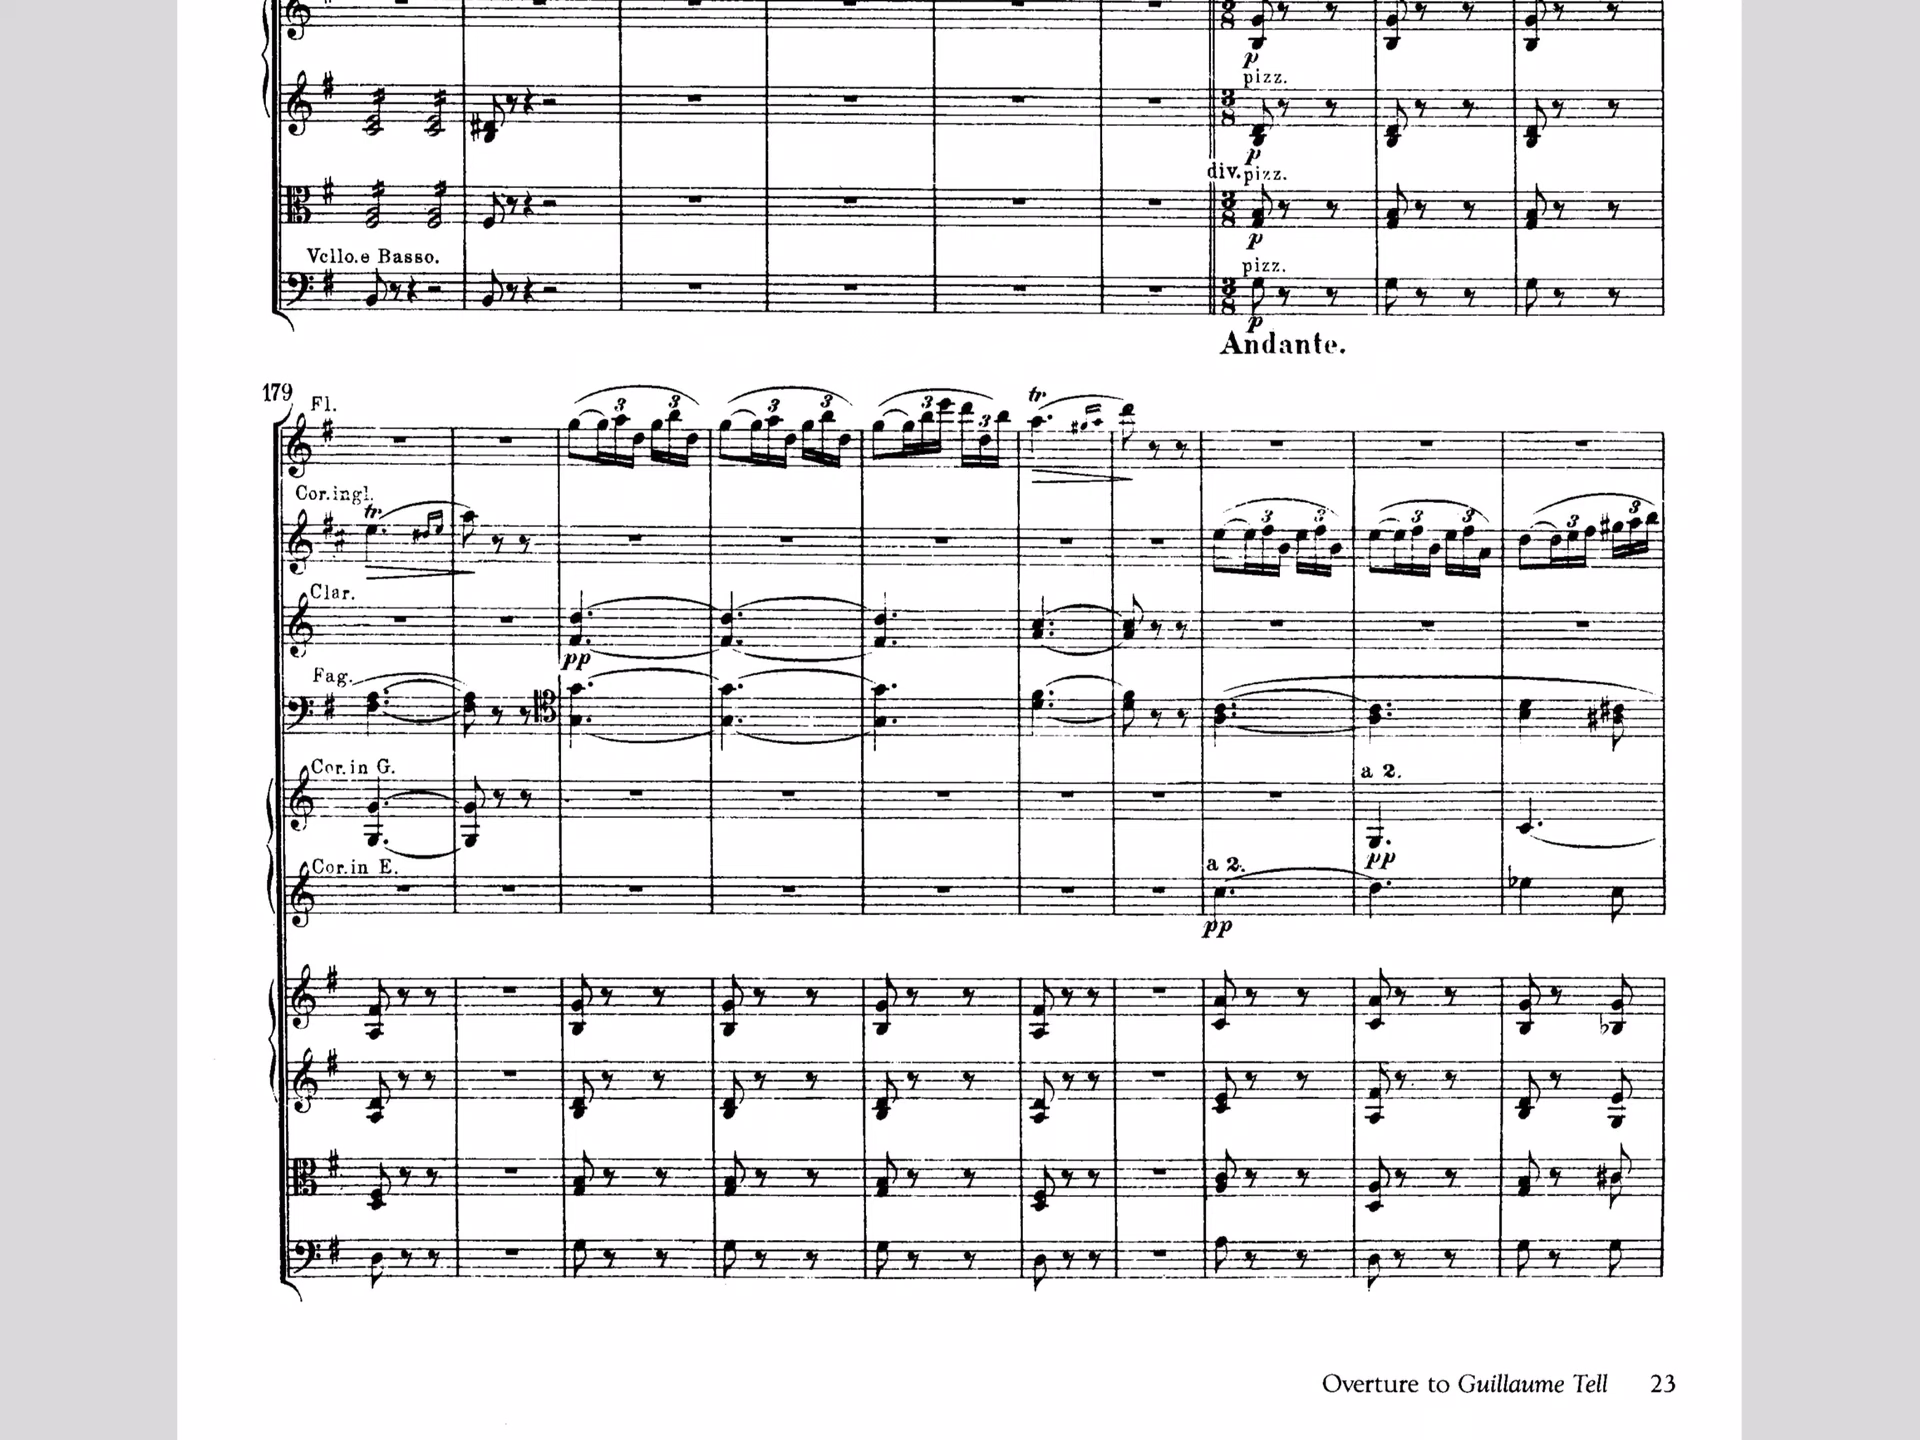 p
pizz.
p
div. pizz.
p
Vcllo.e Basso.
pizz.
p
Andante.
179
Fl.
3 3 3 3 3 3
tr.
Cor.ingl.
tr.
3 3 3 3 3 3
Clar.
pp
Fag.
Cor.in G.
a 2.
pp
Cor.in E.
a 2.
pp
Overture to Guillaume Tell 23